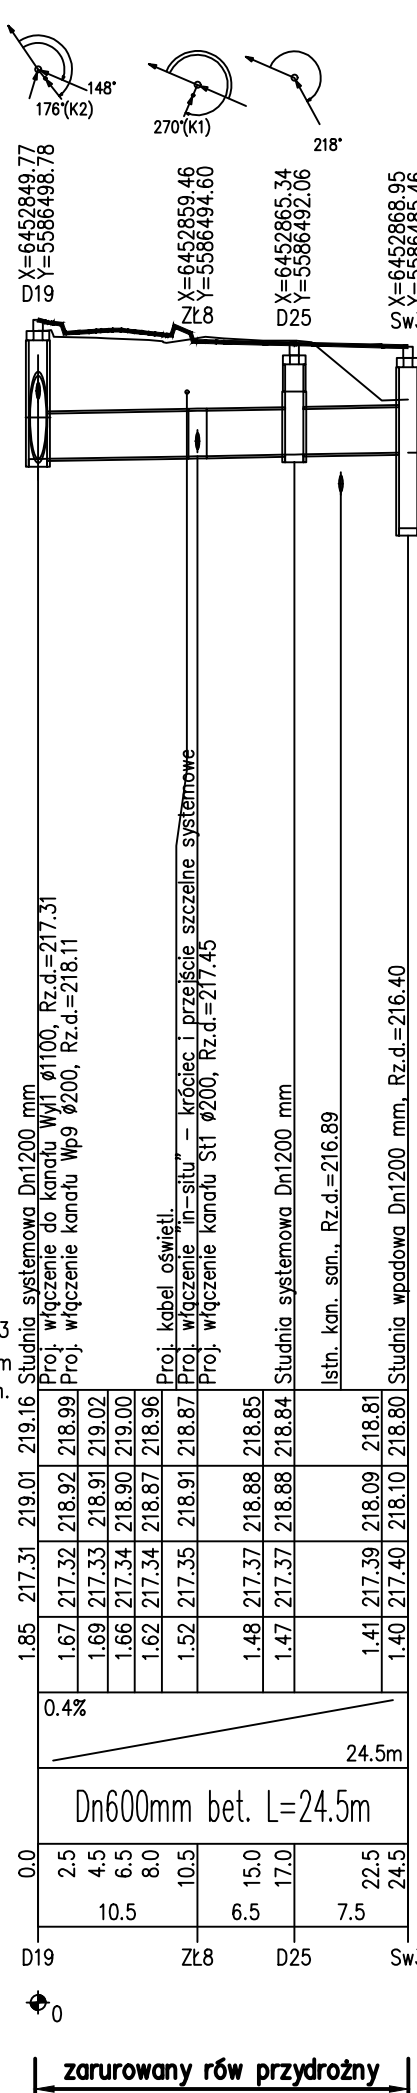 148°
176°(K2)
270°(K1)
218°
X=6452849.77
Y=5586498.78
D19
X=6452859.46
Y=5586494.60
ZŁ8
X=6452865.34
Y=5586492.06
D25
X=6452868.95
Y=5586485.46
Sw3
Studnia systemowa Dn1200 mm
Proj. włączenie do kanału Wyl1 ø1100, Rz.d.=217.31
Proj. włączenie kanału Wp9 ø200, Rz.d.=218.11
Proj. kabel oświetl.
Proj. włączenie "in-situ" – króciec i przejście szczelne systemowe
Proj. włączenie kanału St1 ø200, Rz.d.=217.45
Studnia systemowa Dn1200 mm
Istn. kan. san., Rz.d.=216.89
Studnia wpadowa Dn1200 mm, Rz.d.=216.40
3
m
n.
219.16 218.99 219.02 219.00 218.96 218.87 218.85 218.84 218.81 218.80
219.01 218.92 218.91 218.90 218.87 218.91 218.88 218.88 218.09 218.10
217.31 217.32 217.33 217.34 217.34 217.35 217.37 217.37 217.39 217.40
1.85 1.67 1.69 1.66 1.62 1.52 1.48 1.47 1.41 1.40
0.4%
24.5m
Dn600mm bet. L=24.5m
0.0 2.5 4.5 6.5 8.0 10.5 15.0 17.0 22.5 24.5
10.5 6.5 7.5
D19 ZŁ8 D25 Sw3
0
zarurowany rów przydrożny